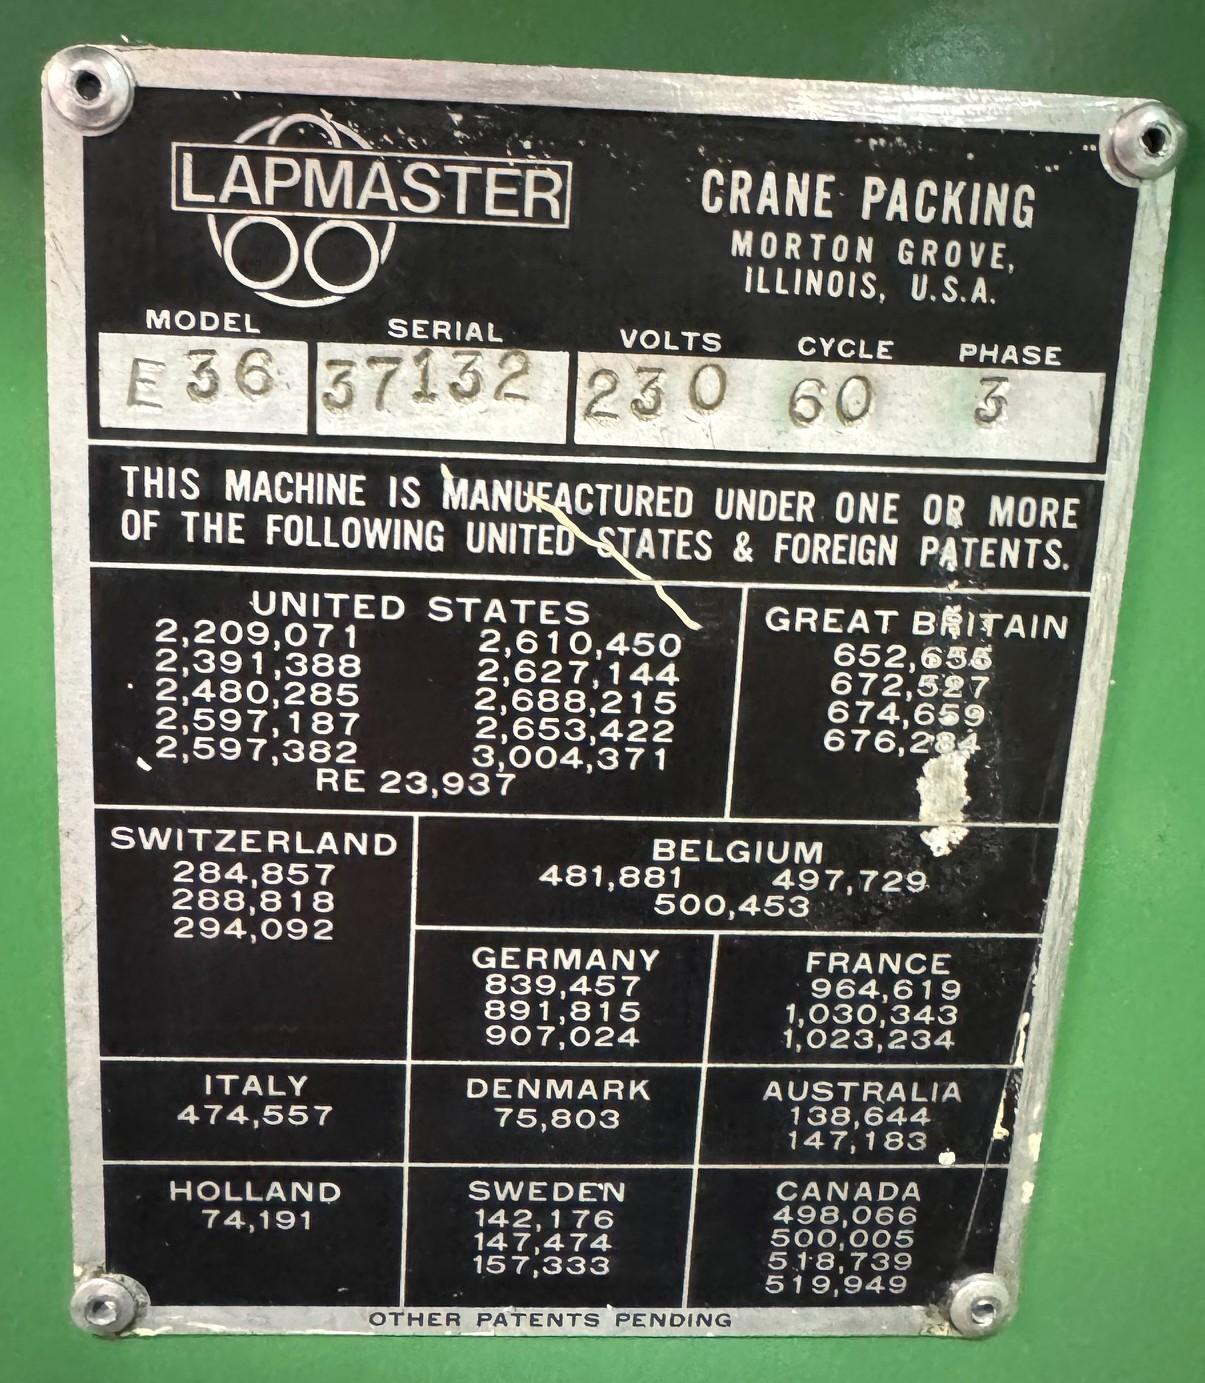 LAPMASTER
CRANE PACKING
MORTON GROVE,
ILLINOIS, U.S.A.
MODEL SERIAL VOLTS CYCLE PHASE
E 36 37132 230 60 3
THIS MACHINE IS MANUFACTURED UNDER ONE OR MORE
OF THE FOLLOWING UNITED STATES & FOREIGN PATENTS.
UNITED STATES
2,209,071 2,610,450
2,391,388 2,627,144
2,480,285 2,688,215
2,597,187 2,653,422
2,597,382 3,004,371
RE 23,937
GREAT BRITAIN
672,527
674,659
SWITZERLAND
284,857
288,818
294,092
BELGIUM
481,881 497,729
500,453
GERMANY
839,457
891,815
907,024
FRANCE
964,619
1,030,343
1,023,234
ITALY
474,557
DENMARK
75,803
AUSTRALIA
138,644
147,183
HOLLAND
74,191
SWEDEN
142,176
147,474
157,333
CANADA
498,066
500,005
518,739
519,949
OTHER PATENTS PENDING